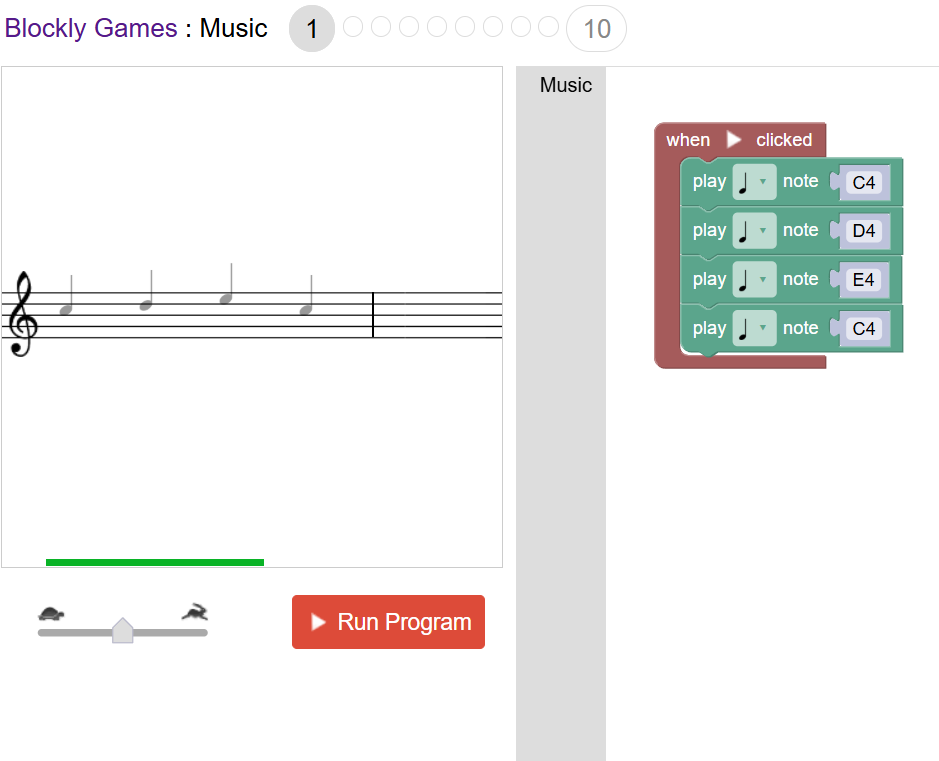 Blockly Games : Music 1 10
Music
when clicked
play note C4
play note D4
play note E4
play note C4
Run Program